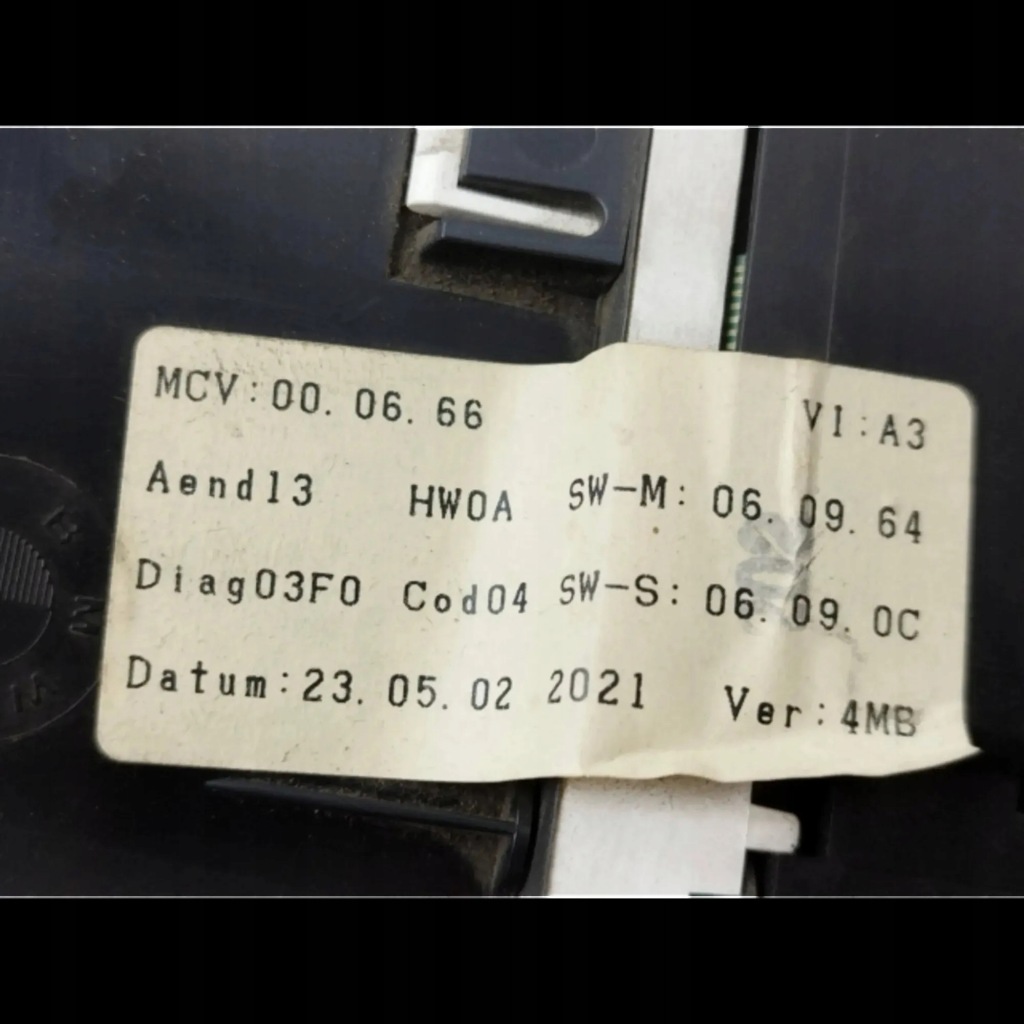 MCV:00. 06. 66 VI:A3
Aend13 HW0A SW-M: 06. 09. 64
Diag03F0 Cod04 SW-S: 06. 09. 0C
Datum:23. 05. 02 2021 Ver:4MB